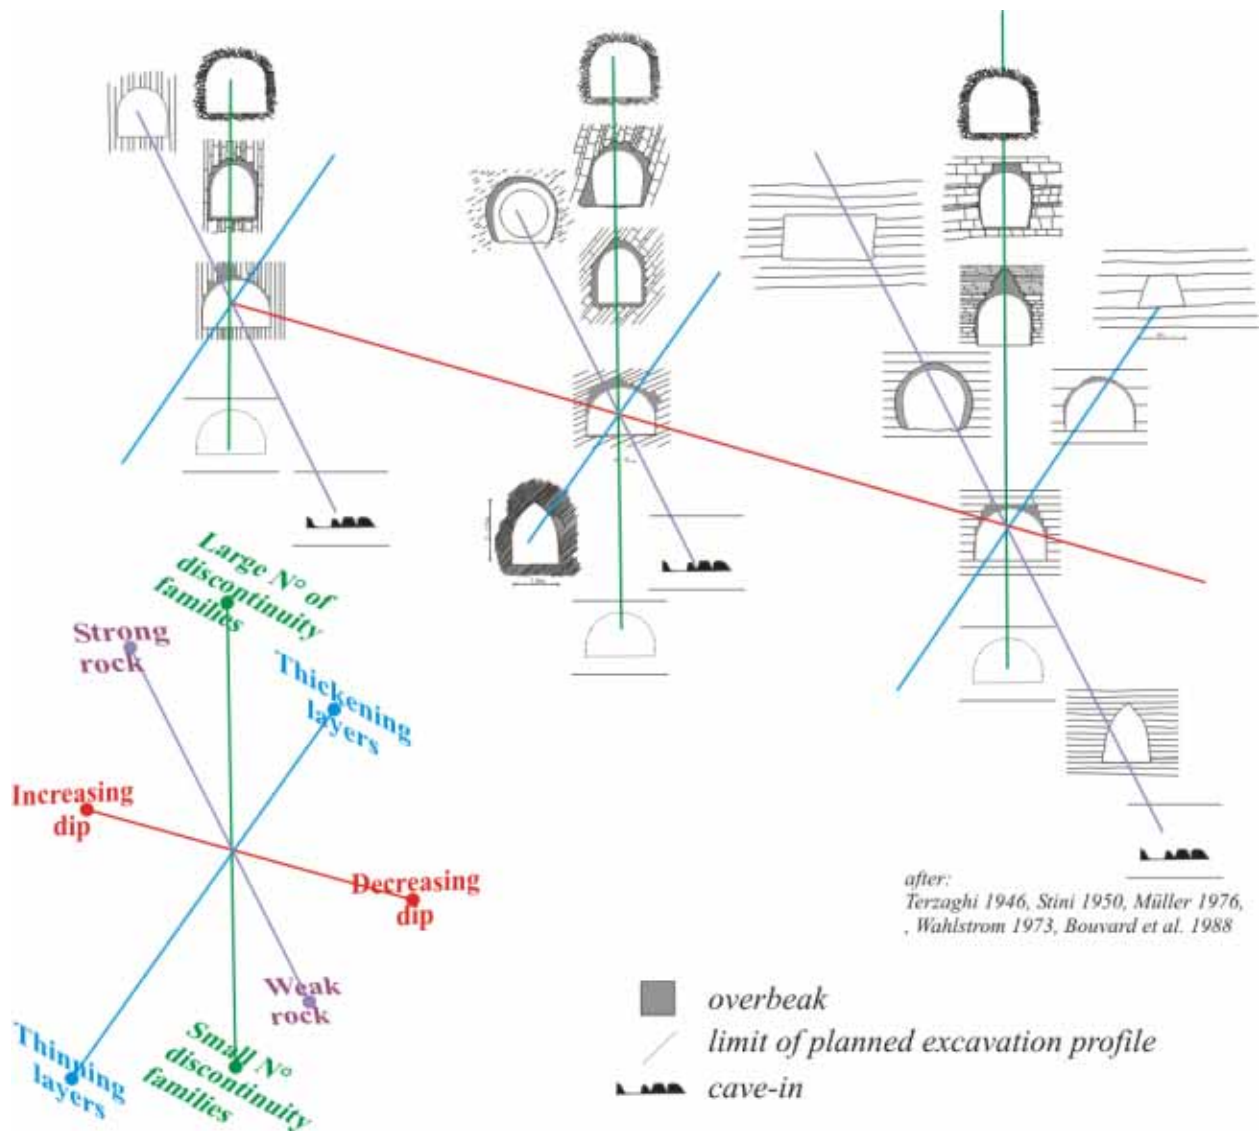 Large N° of
discontinuity
families
Strong
rock
Thickening
layers
Increasing
dip
Decreasing
dip
Weak
rock
Thinning
layers
Small N°
discontinuity
families
after:
Terzaghi 1946, Stini 1950, Müller 1976,
, Wahlstrom 1973, Bouvard et al. 1988
overbeak
limit of planned excavation profile
cave-in